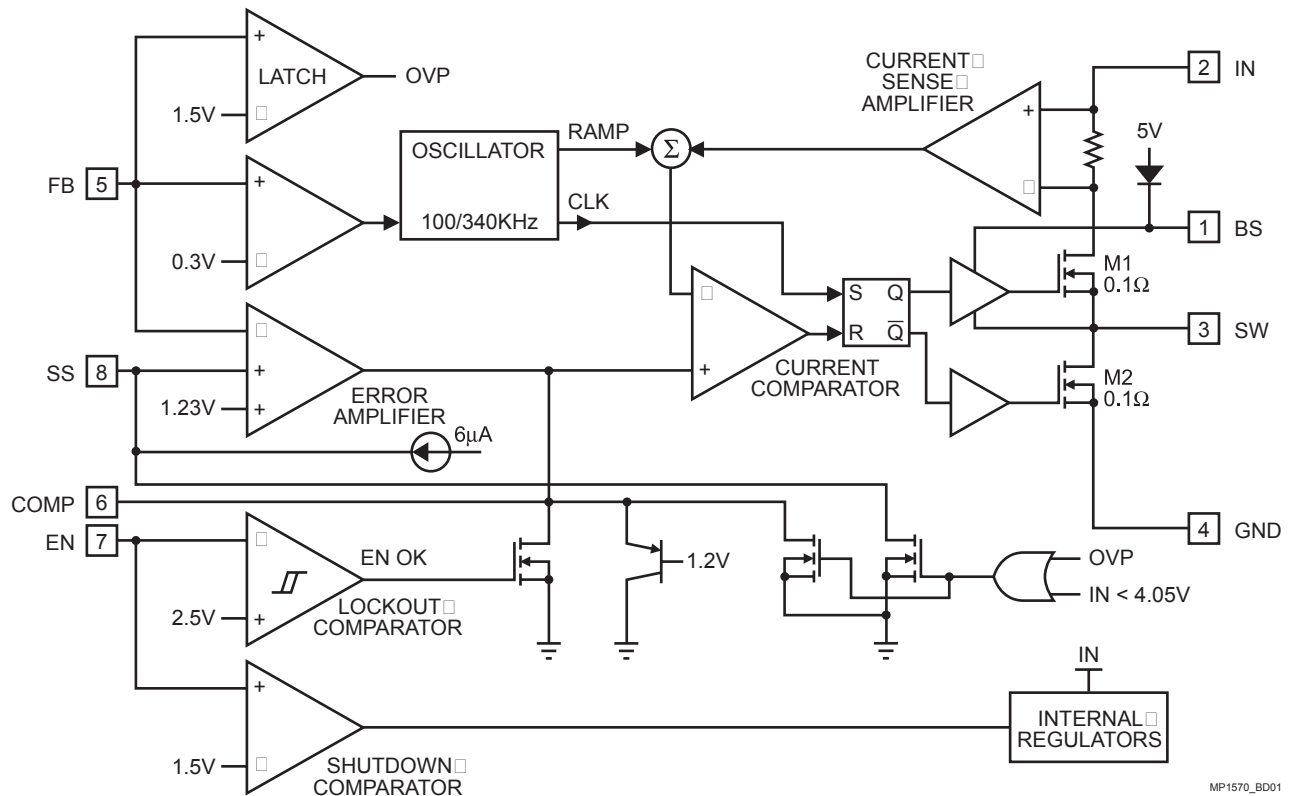 +
LATCH
OVP
1.5V
FB
5
+
0.3V
OSCILLATOR
100/340KHz
RAMP
CLK
Σ
CURRENT
SENSE
AMPLIFIER
+
2
IN
5V
1
BS
M1
0.1Ω
3
SW
M2
0.1Ω
4
GND
S
Q
R
Q̅
+
CURRENT
COMPARATOR
SS
8
+
1.23V
+
ERROR
AMPLIFIER
6µA
COMP
6
EN
7
2.5V
+
EN OK
LOCKOUT
COMPARATOR
1.2V
OVP
IN < 4.05V
+
1.5V
SHUTDOWN
COMPARATOR
IN
INTERNAL
REGULATORS
MP1570_BD01